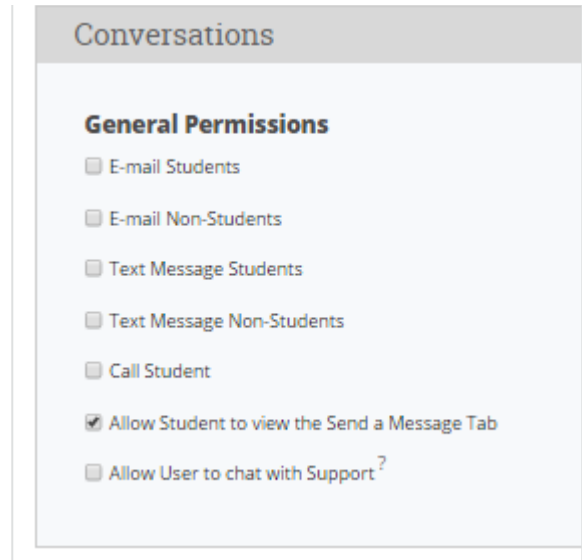 Conversations
General Permissions
E-mail Students
E-mail Non-Students
Text Message Students
Text Message Non-Students
Call Student
Allow Student to view the Send a Message Tab
Allow User to chat with Support ?